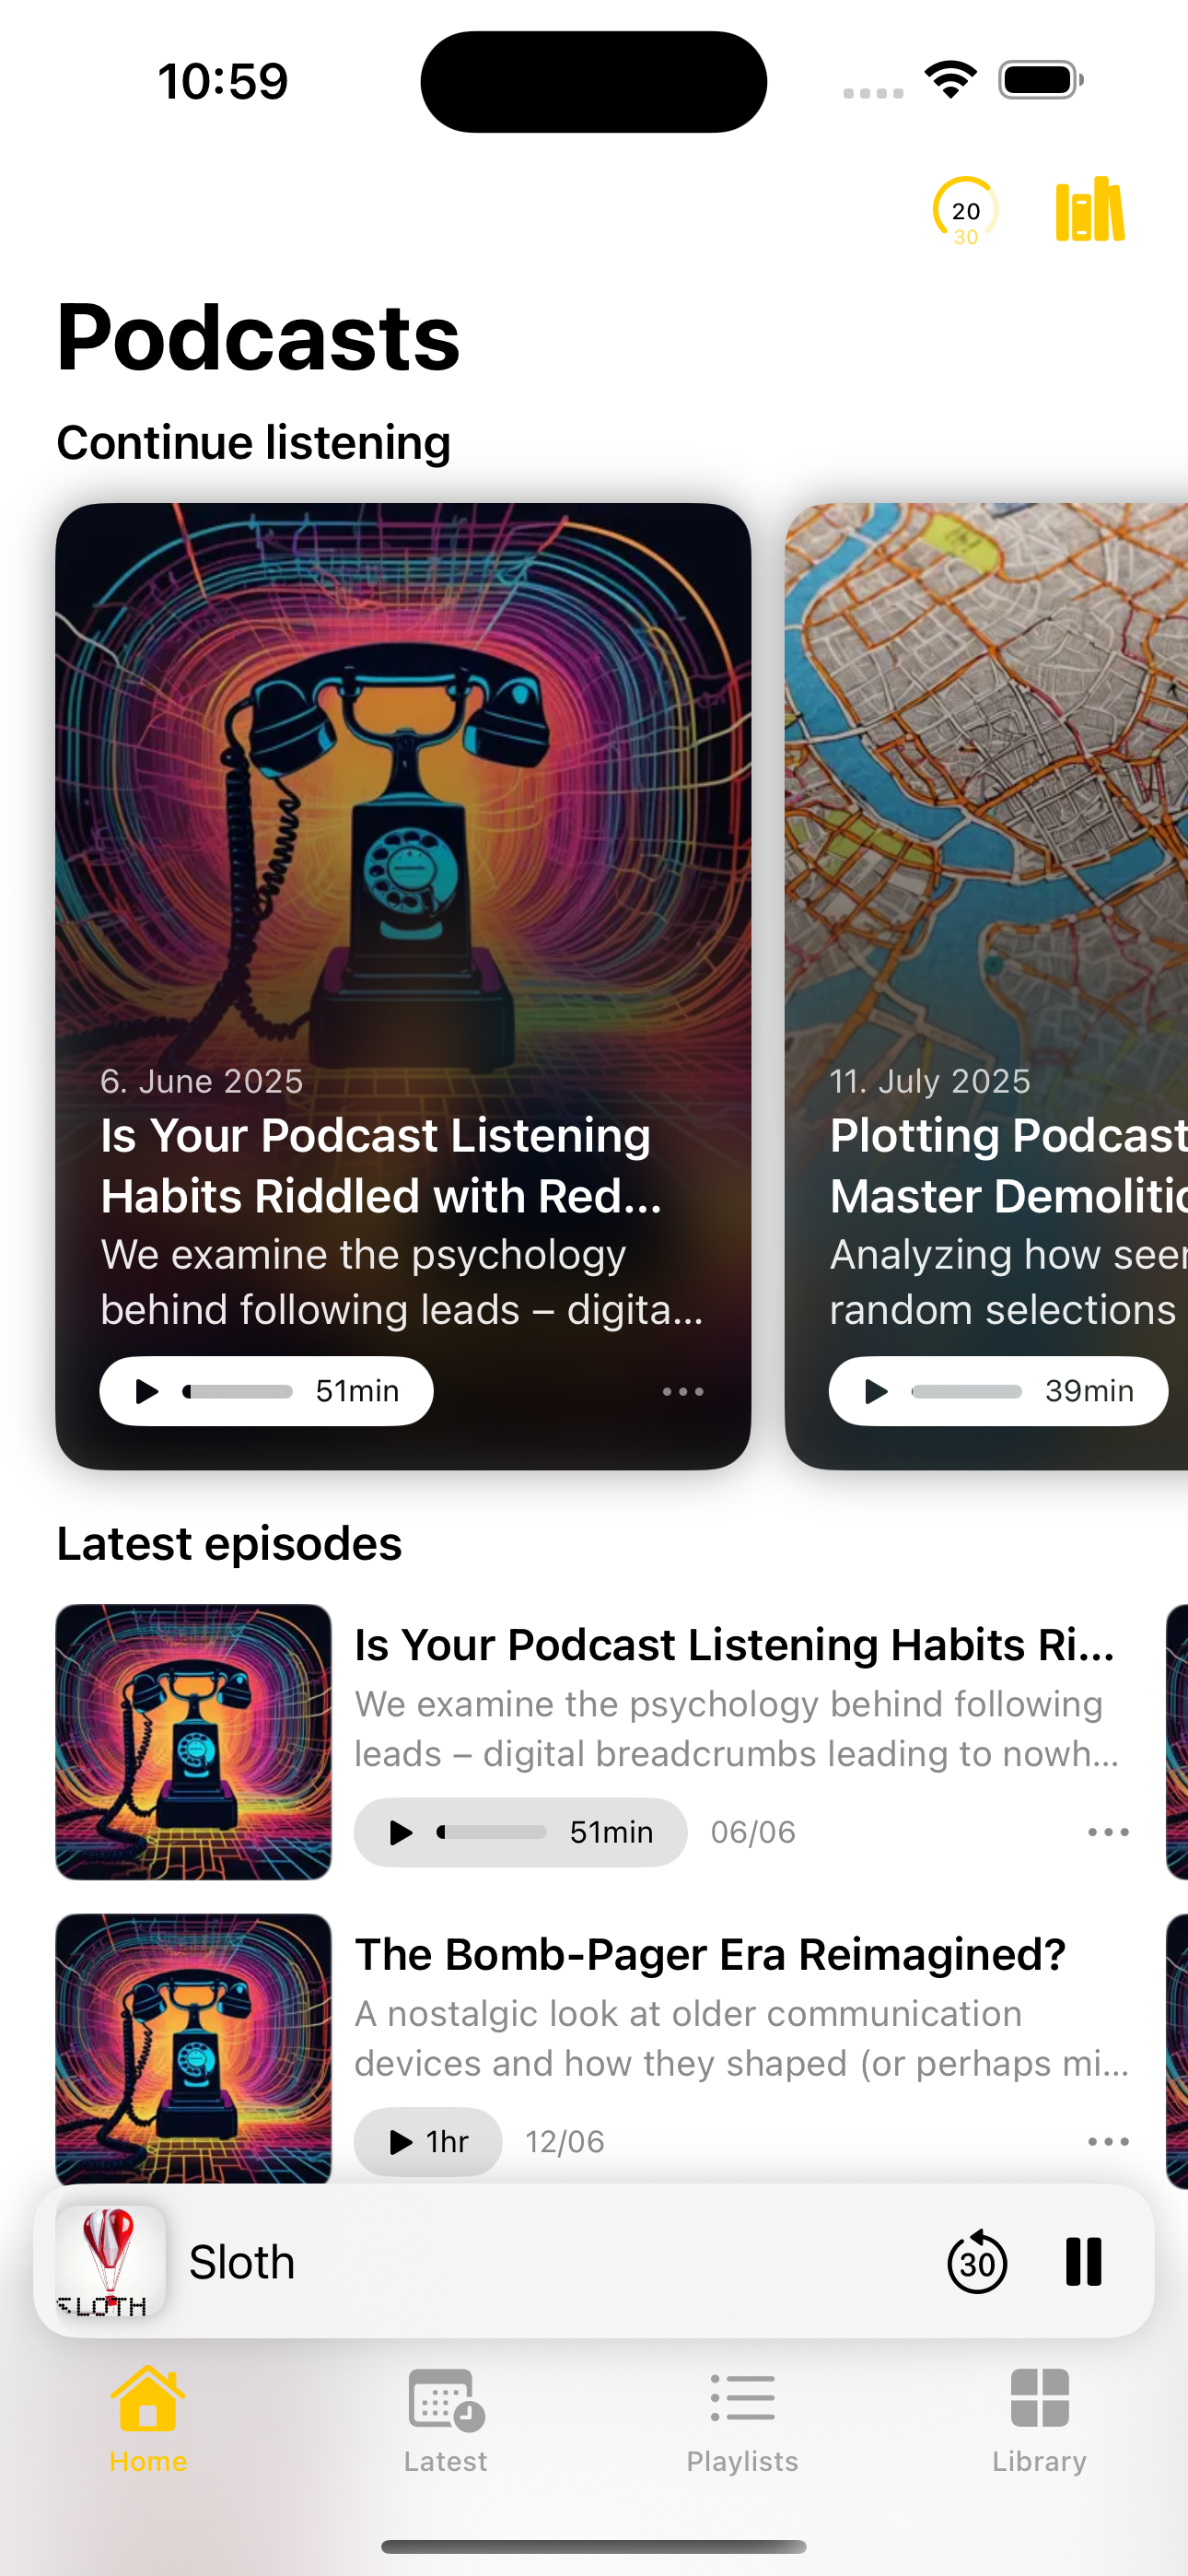 10:59
20
30
Podcasts
Continue listening
6. June 2025
Is Your Podcast Listening
Habits Riddled with Red...
We examine the psychology
behind following leads – digita...
51min
11. July 2025
Plotting Podcast
Master Demolitic
Analyzing how seer
random selections
39min
Latest episodes
Is Your Podcast Listening Habits Ri...
We examine the psychology behind following
leads – digital breadcrumbs leading to nowh...
51min 06/06
The Bomb-Pager Era Reimagined?
A nostalgic look at older communication
devices and how they shaped (or perhaps mi...
1hr 12/06
SLOTH
Sloth
30
Home Latest Playlists Library